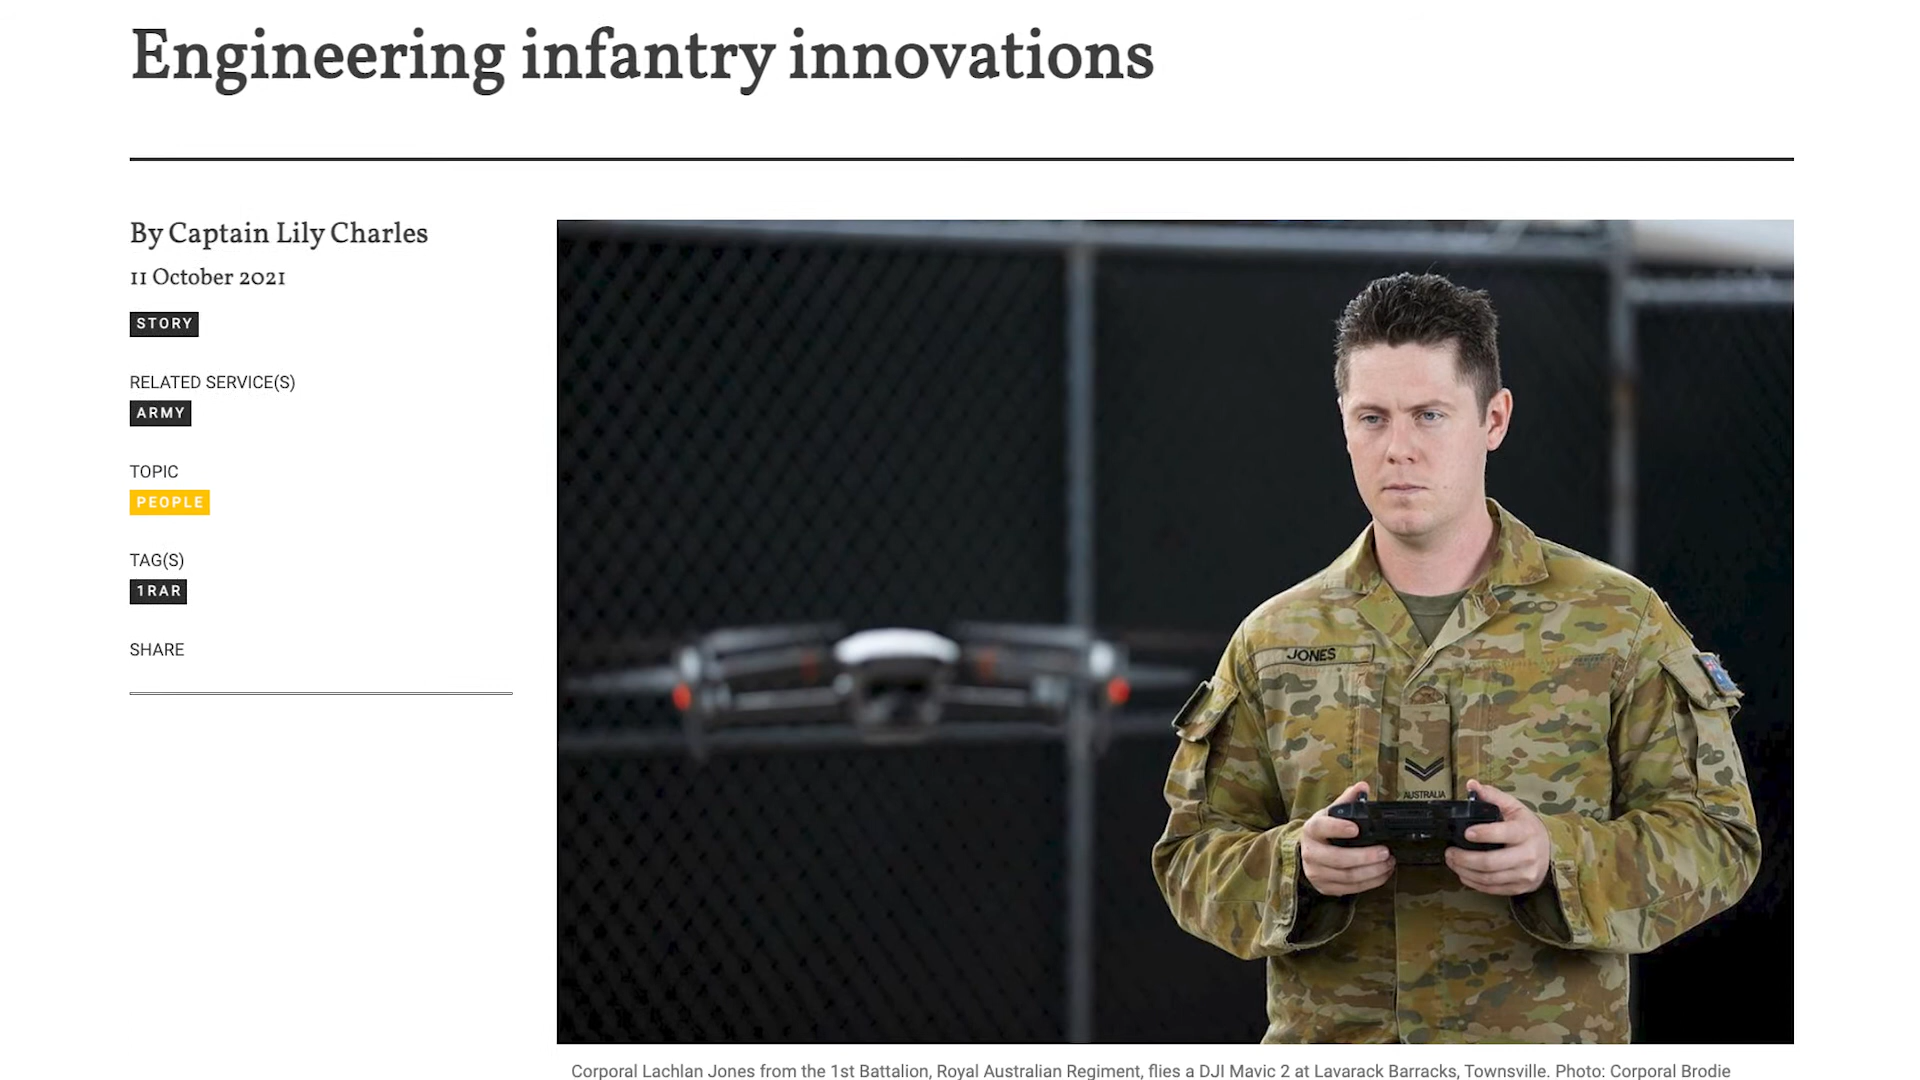 Engineering infantry innovations
By Captain Lily Charles
11 October 2021
STORY
RELATED SERVICE(S)
ARMY
TOPIC
PEOPLE
TAG(S)
1RAR
SHARE
JONES
AUSTRALIA
Corporal Lachlan Jones from the 1st Battalion, Royal Australian Regiment, flies a DJI Mavic 2 at Lavarack Barracks, Townsville. Photo: Corporal Brodie